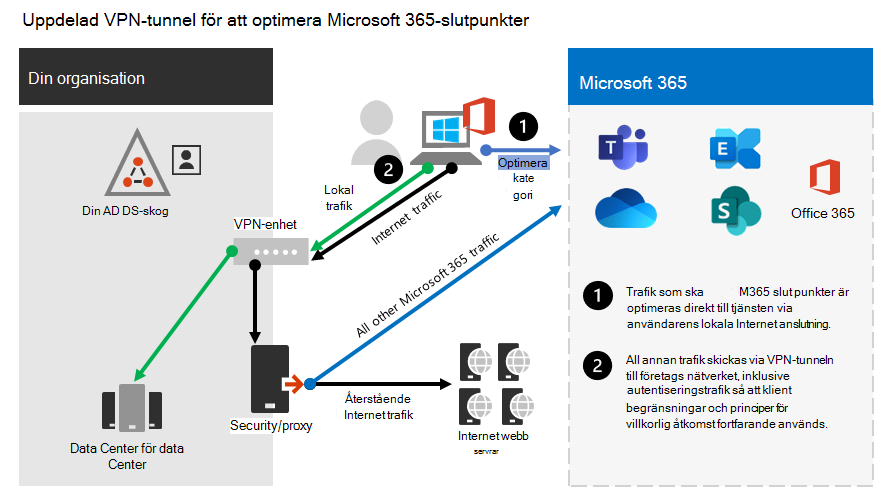 Uppdelad VPN-tunnel för att optimera Microsoft 365-slutpunkter
Din organisation
Microsoft 365
Din AD DS-skog
1
Optimera
kate
gori
2
Lokal
trafik
Internet traffic
VPN-enhet
All other Microsoft 365 traffic
Security/proxy
Återstående
Internet trafik
Data Center för data
Center
Internet webb
servrar
T
E
S
Office 365
1
Trafik som ska M365 slut punkter är
optimeras direkt till tjänsten via
användarens lokala Internet anslutning.
2
All annan trafik skickas via VPN-tunneln
till företags nätverket, inklusive
autentiseringstrafik så att klient
begränsningar och principer för
villkorlig åtkomst fortfarande används.